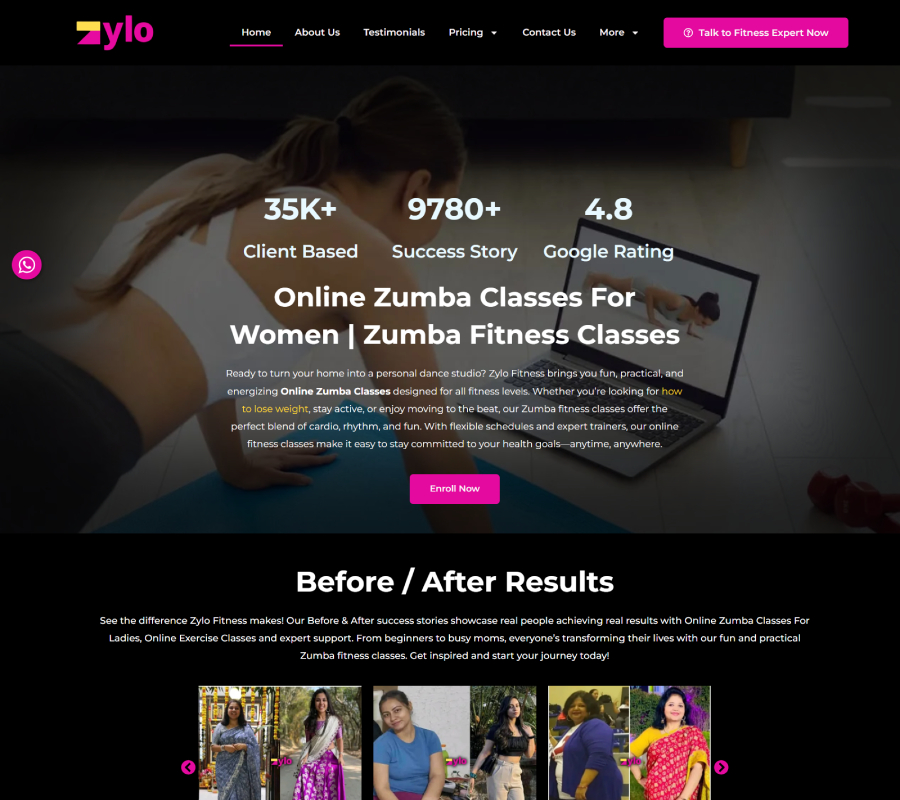 zylo
Home About Us Testimonials Pricing Contact Us More Talk to Fitness Expert Now
35K+ 9780+ 4.8
Client Based Success Story Google Rating
Online Zumba Classes For
Women | Zumba Fitness Classes
Ready to turn your home into a personal dance studio? Zylo Fitness brings you fun, practical, and
energizing Online Zumba Classes designed for all fitness levels. Whether you’re looking for how
to lose weight, stay active, or enjoy moving to the beat, our Zumba fitness classes offer the
perfect blend of cardio, rhythm, and fun. With flexible schedules and expert trainers, our online
fitness classes make it easy to stay committed to your health goals—anytime, anywhere.
Enroll Now
Before / After Results
See the difference Zylo Fitness makes! Our Before & After success stories showcase real people achieving real results with Online Zumba Classes For
Ladies, Online Exercise Classes and expert support. From beginners to busy moms, everyone’s transforming their lives with our fun and practical
Zumba fitness classes. Get inspired and start your journey today!
zylo zylo zylo